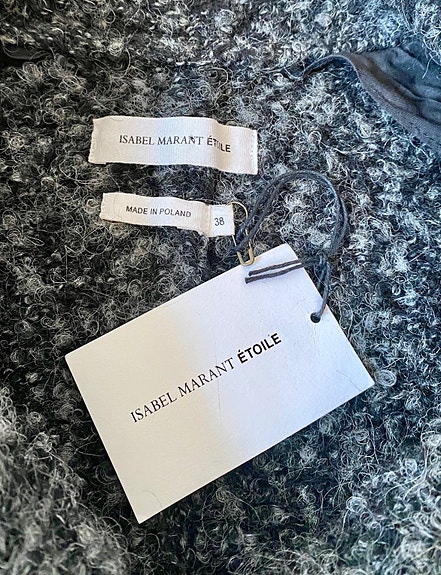 ISABEL MARANT ÉTOILE
MADE IN POLAND
38
ISABEL MARANT ÉTOILE